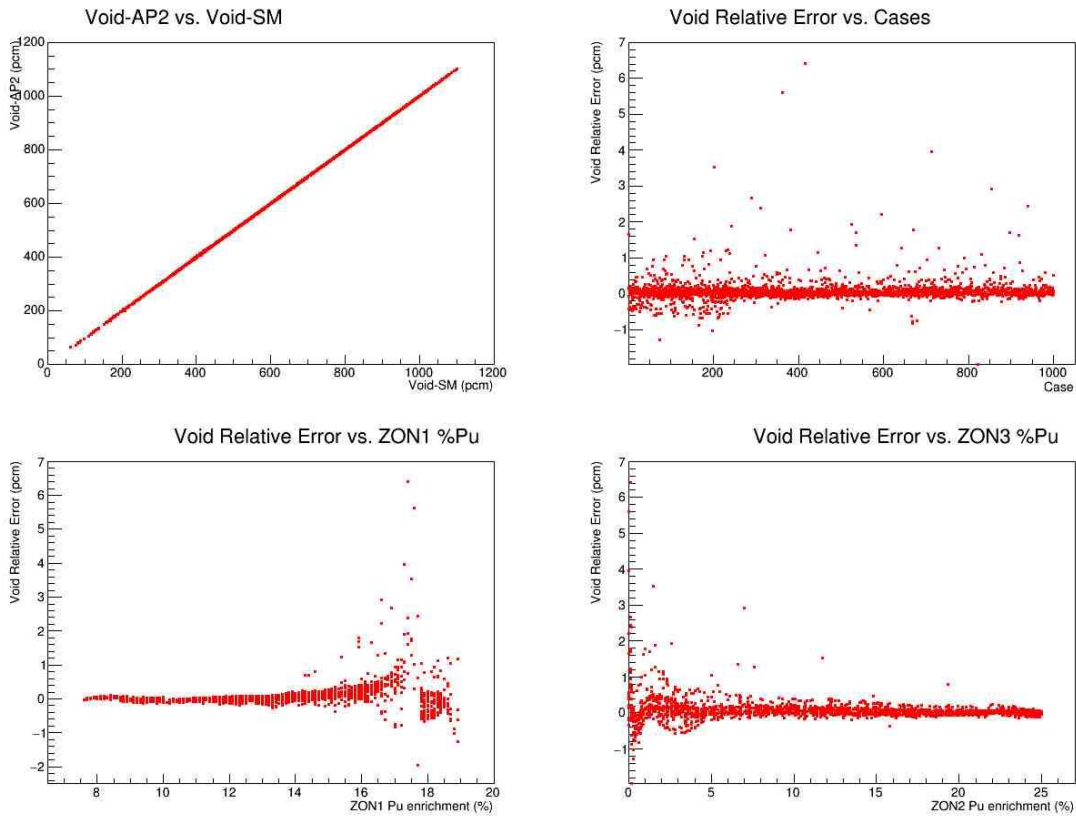 Void-AP2 vs. Void-SM
Void-AP2 (pcm)
1200
1000
800
600
400
200
0
0 200 400 600 800 1000 1200
Void-SM (pcm)
Void Relative Error vs. Cases
Void Relative Error (pcm)
7
6
5
4
3
2
1
0
−1
200 400 600 800 1000
Case
Void Relative Error vs. ZON1 %Pu
Void Relative Error (pcm)
7
6
5
4
3
2
1
0
−1
−2
8 10 12 14 16 18 20
ZON1 Pu enrichment (%)
Void Relative Error vs. ZON3 %Pu
Void Relative Error (pcm)
7
6
5
4
3
2
1
0
−1
0 5 10 15 20 25
ZON2 Pu enrichment (%)